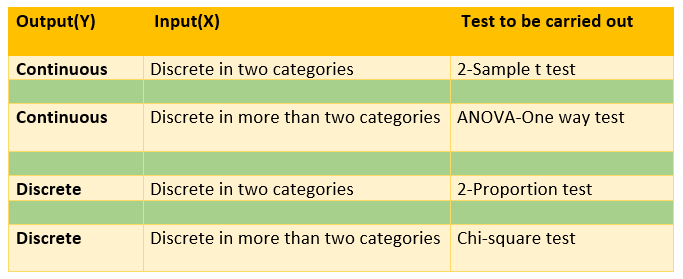 Output(Y) Input(X) Test to be carried out
Continuous Discrete in two categories 2-Sample t test
Continuous Discrete in more than two categories ANOVA-One way test
Discrete Discrete in two categories 2-Proportion test
Discrete Discrete in more than two categories Chi-square test